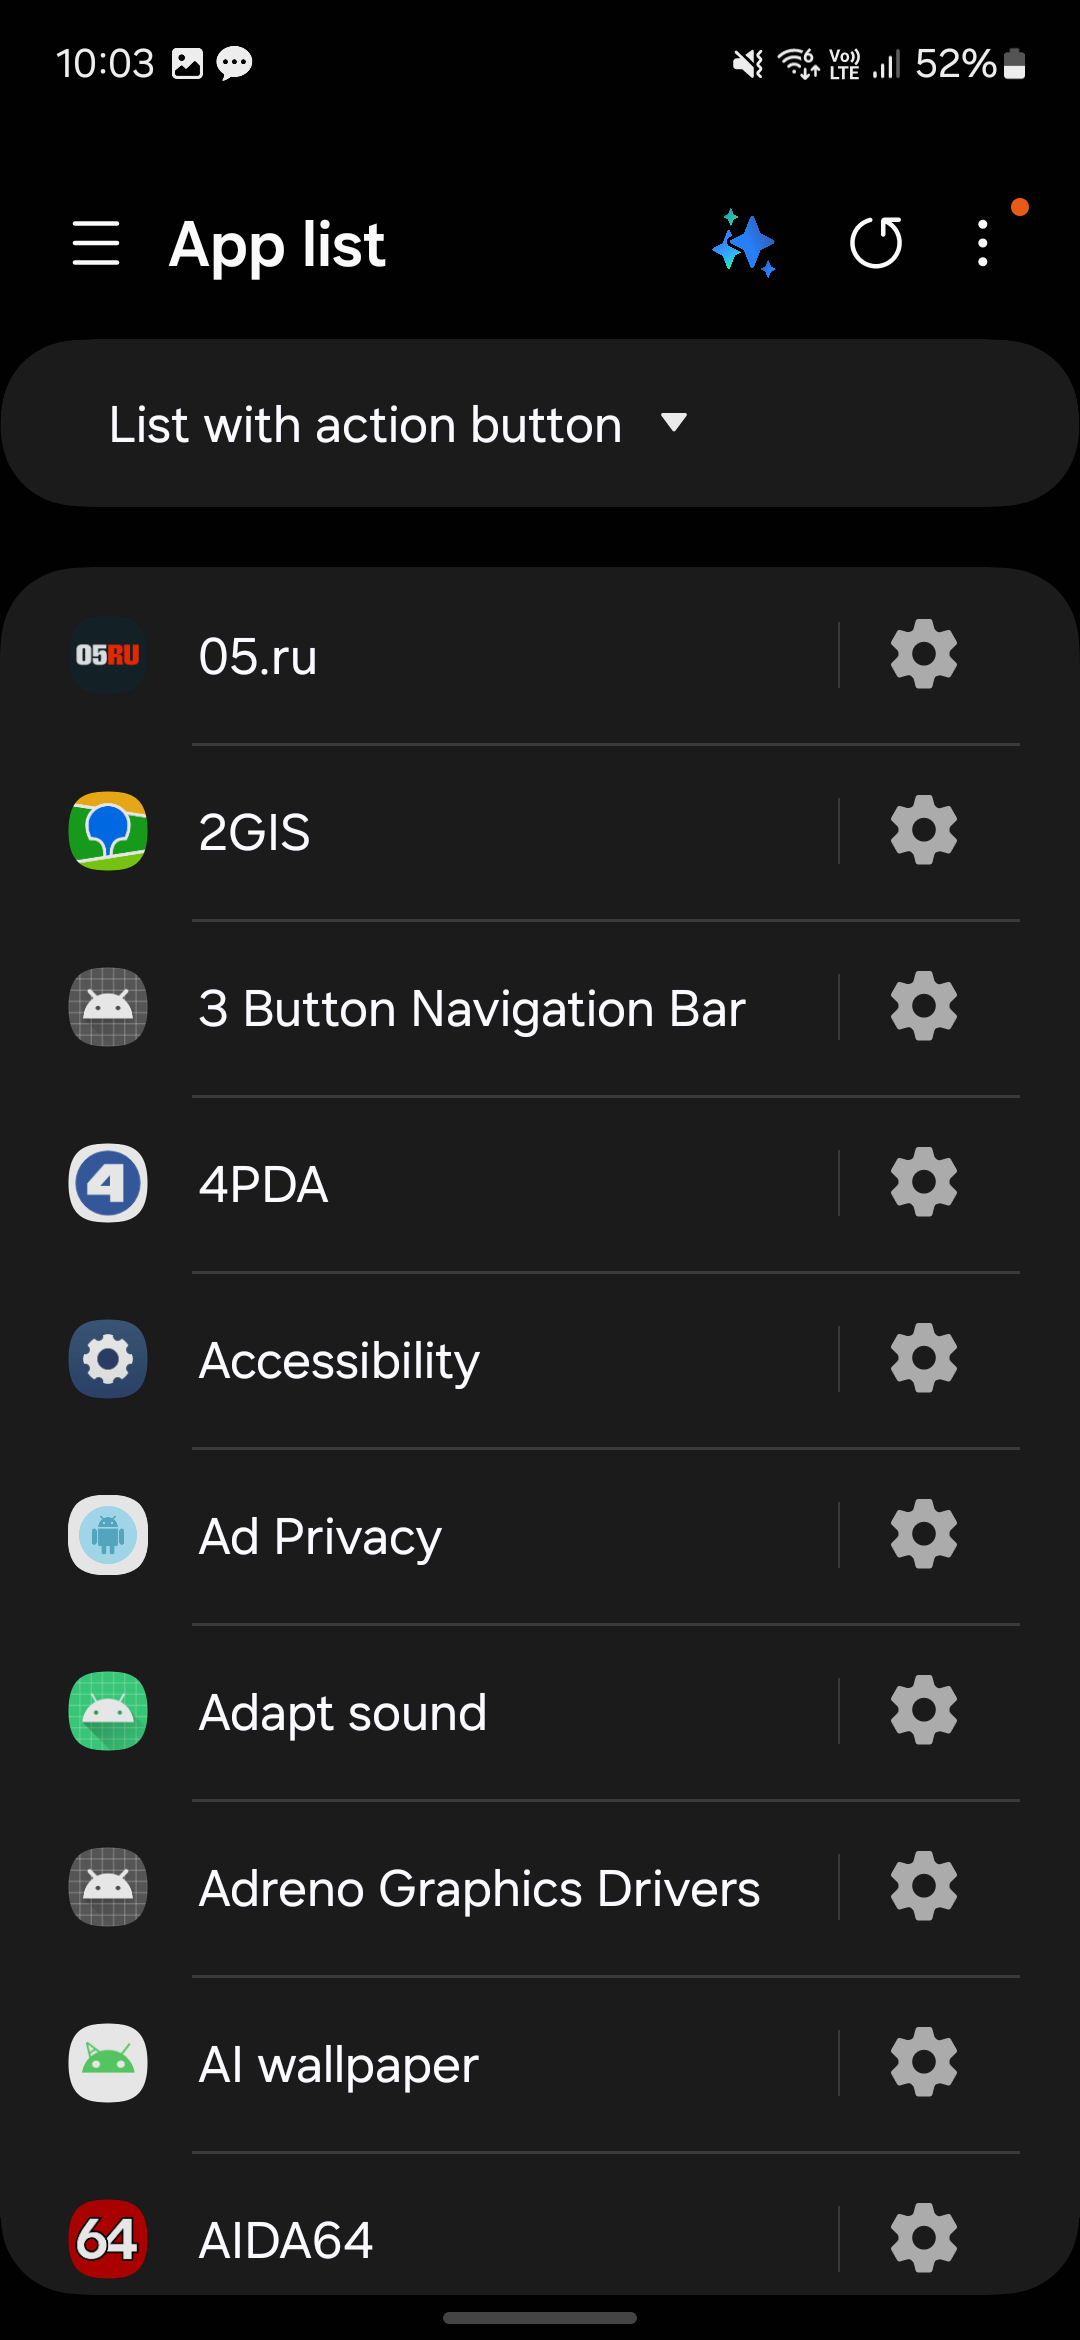 10:03
Vo))
LTE
6
52%
App list
List with action button
05RU
05.ru
2GIS
3 Button Navigation Bar
4
4PDA
Accessibility
Ad Privacy
Adapt sound
Adreno Graphics Drivers
AI wallpaper
64
AIDA64